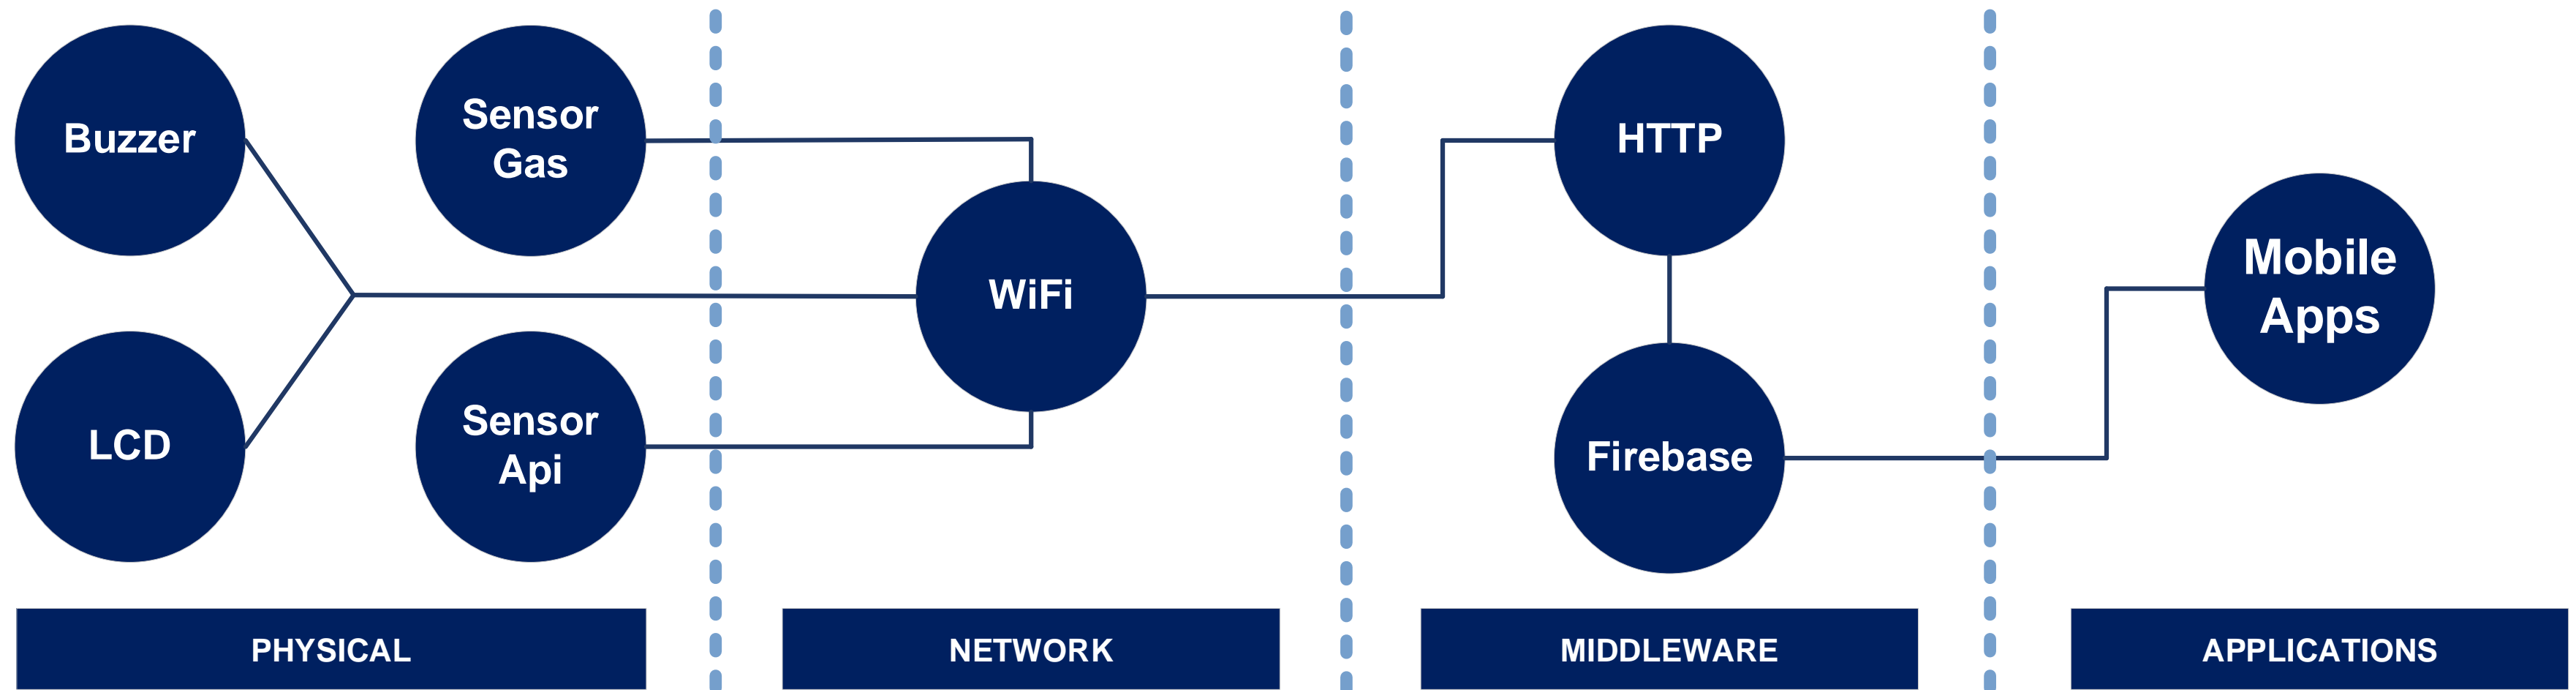 Buzzer
Sensor
Gas
HTTP
Mobile
Apps
WiFi
LCD
Sensor
Api
Firebase
PHYSICAL
NETWORK
MIDDLEWARE
APPLICATIONS